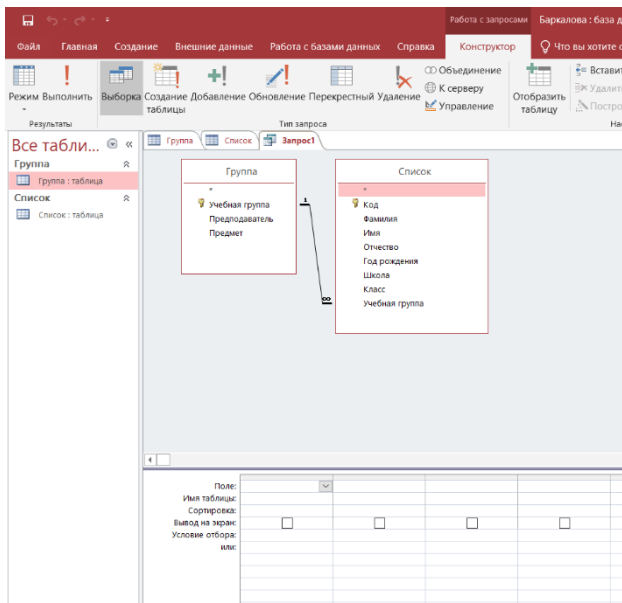 Работа с запросами Баркалова : база д
Файл Главная Создание Внешние данные Работа с базами данных Справка Конструктор Что вы хотите с
Режим Выполнить Выборка Создание таблицы Добавление Обновление Перекрестный Удаление
Объединение
К серверу
Управление
Отобразить таблицу
Вставит
Удалит
Постро
Результаты Тип запроса На
Все табли...
Группа
Группа : таблица
Список
Список : таблица
Группа Список Запрос1
Группа
*
Учебная группа
Предподаватель
Предмет
1
∞
Список
*
Код
Фамилия
Имя
Отчество
Год рождения
Школа
Класс
Учебная группа
Поле:
Имя таблицы:
Сортировка:
Вывод на экран:
Условие отбора:
или: